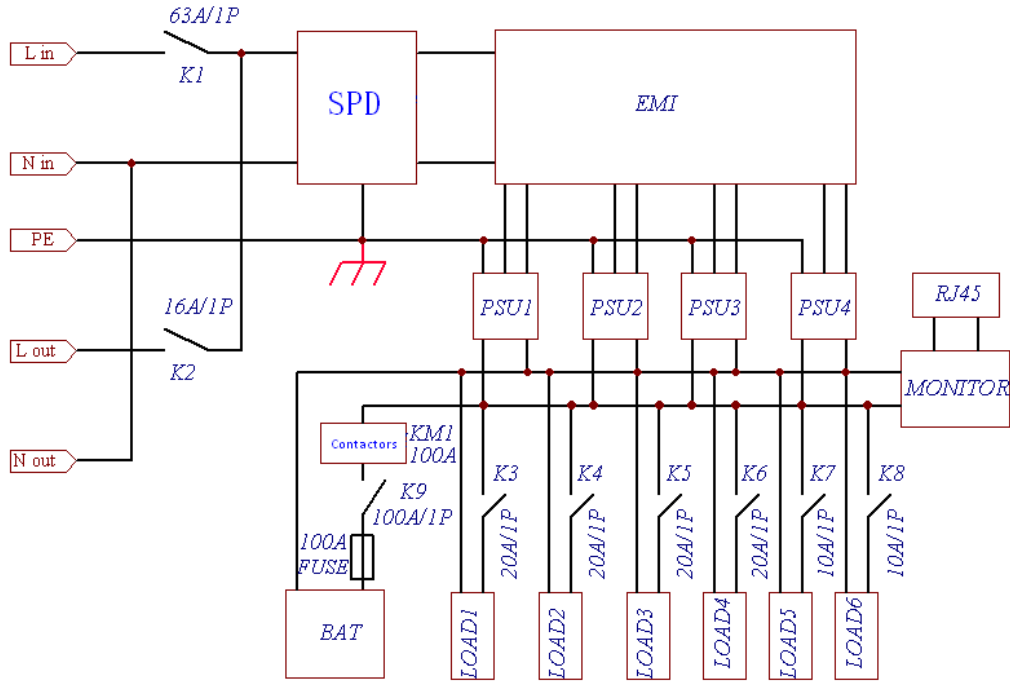 63A/1P
L in
K1
SPD
EMI
N in
PE
PSU1
PSU2
PSU3
PSU4
RJ45
16A/1P
L out
K2
MONITOR
Contactors
KM1
100A
N out
K9
100A/1P
K3
20A/1P
K4
20A/1P
K5
20A/1P
K6
20A/1P
K7
10A/1P
K8
10A/1P
100A
FUSE
BAT
LOAD1
LOAD2
LOAD3
LOAD4
LOAD5
LOAD6